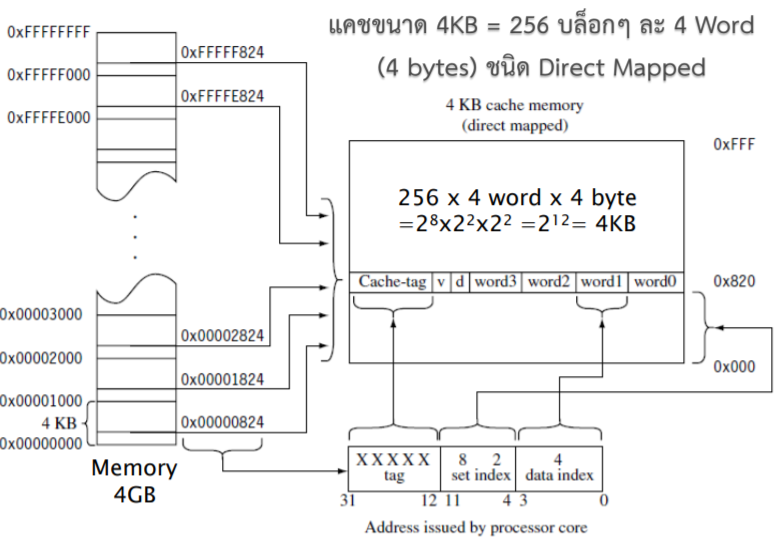 แคชขนาด 4KB = 256 บล็อกๆ ละ 4 Word
(4 bytes) ชนิด Direct Mapped
0xFFFFFFFF
0xFFFFF000
0xFFFFE000
0xFFFFF824
0xFFFFE824
4 KB cache memory
(direct mapped)
0xFFF
256 x 4 word x 4 byte
=2⁸x2²x2² =2¹²= 4KB
Cache-tag v d word3 word2 word1 word0
0x820
0x000
0x00003000
0x00002000
0x00001000
4 KB
0x00000000
0x00002824
0x00001824
0x00000824
Memory
4GB
X X X X X 8 2 4
tag set index data index
31 12 11 4 3 0
Address issued by processor core